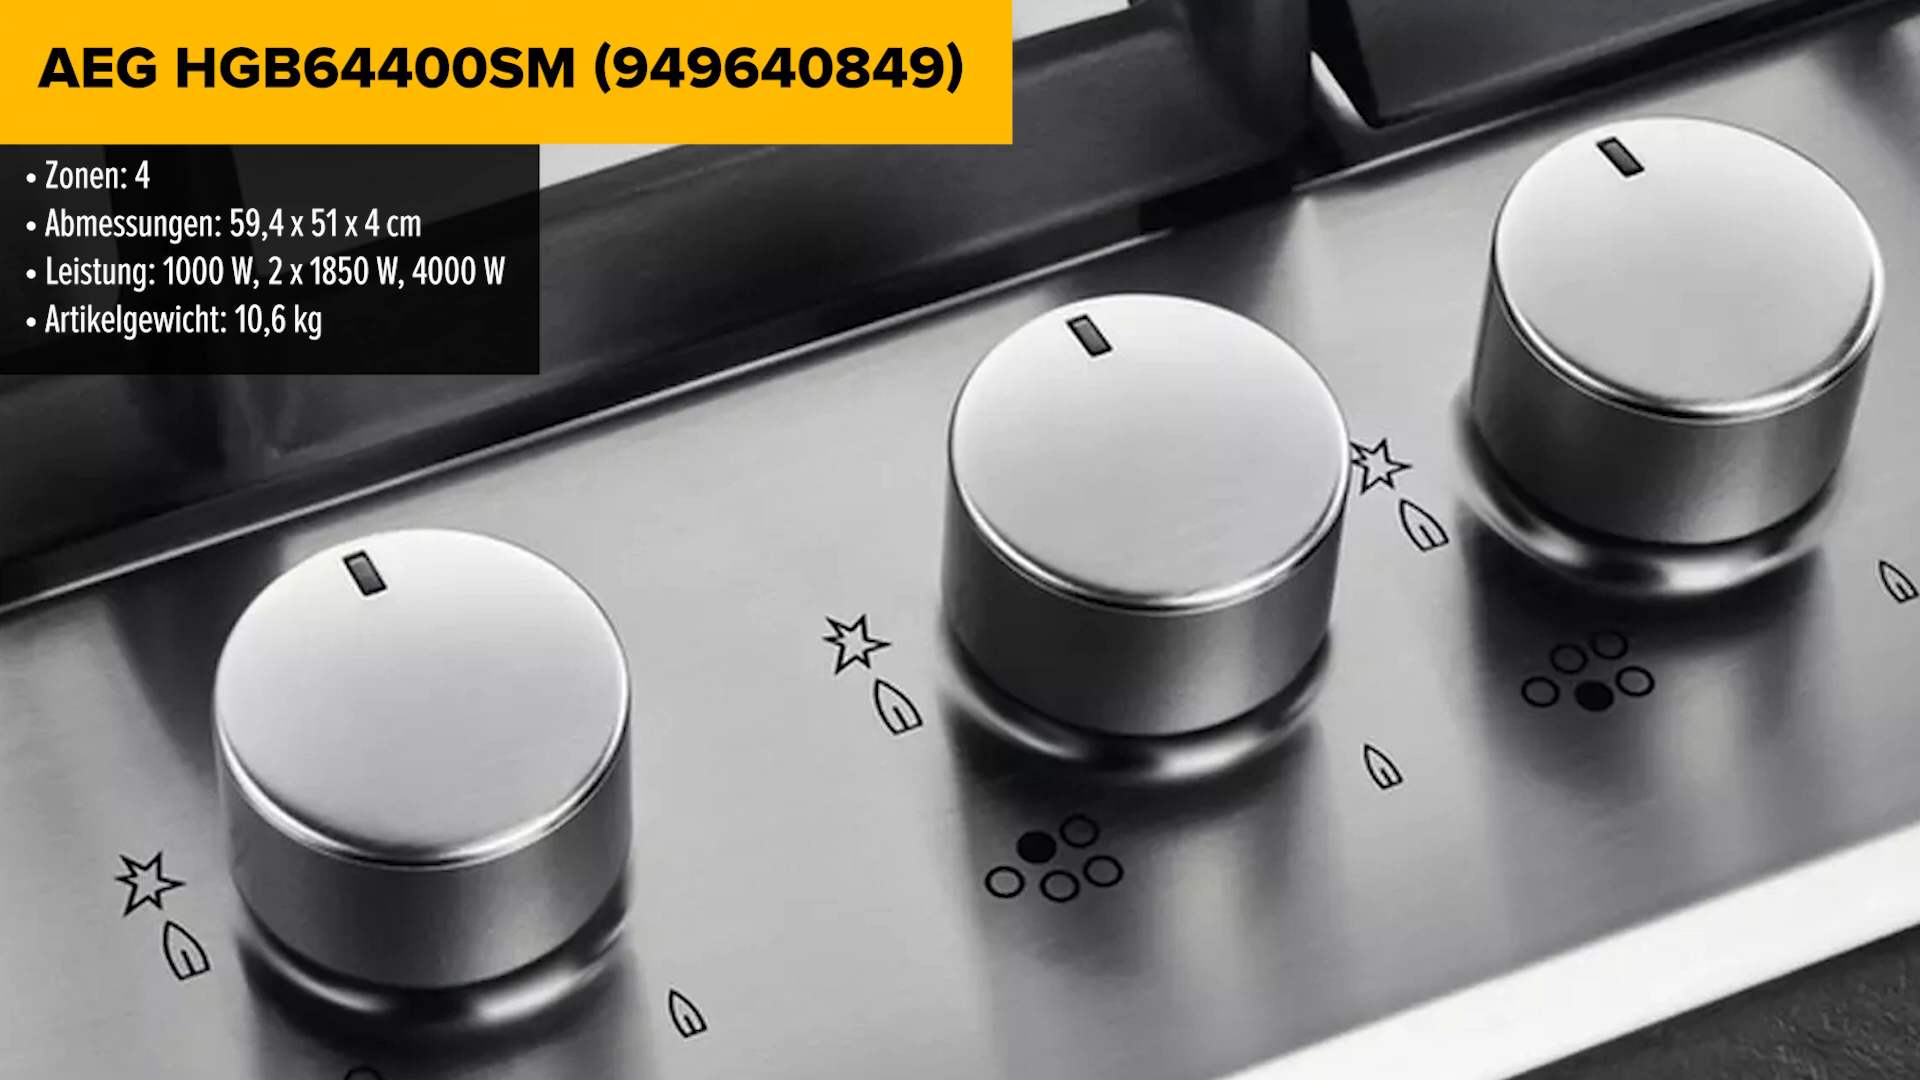 AEG HGB64400SM (949640849)
• Zonen: 4
• Abmessungen: 59,4 x 51 x 4 cm
• Leistung: 1000 W, 2 x 1850 W, 4000 W
• Artikelgewicht: 10,6 kg